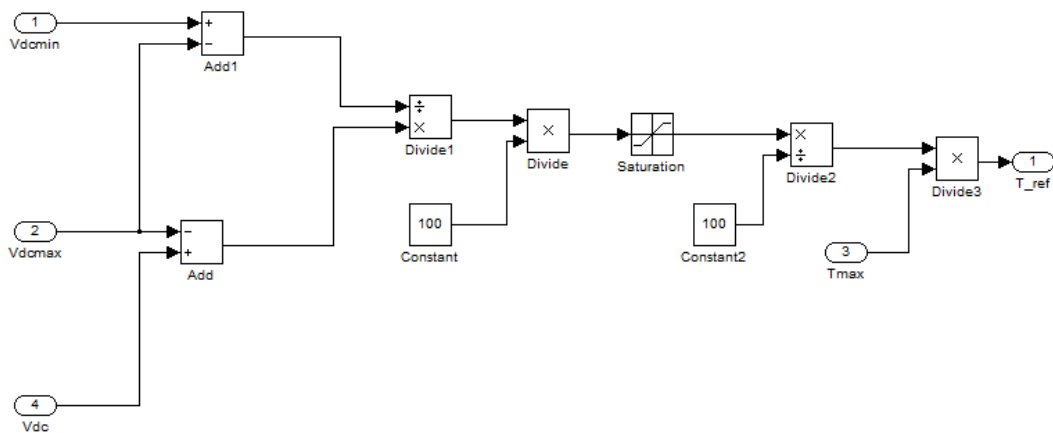 1
Vdcmin
+
−
Add1
÷
×
Divide1
×
Divide
Saturation
×
÷
Divide2
×
Divide3
1
T_ref
2
Vdcmax
−
+
Add
100
Constant
100
Constant2
3
Tmax
4
Vdc